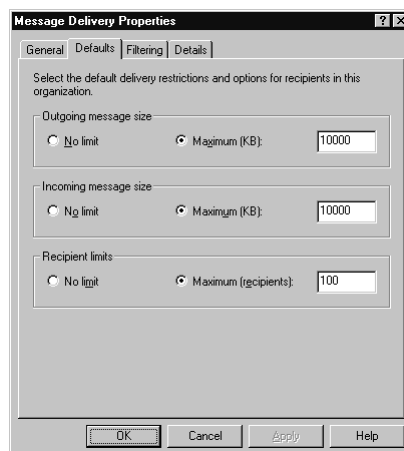 Message Delivery Properties ? X
General Defaults Filtering Details
Select the default delivery restrictions and options for recipients in this
organization.
Outgoing message size
No limit Maximum (KB): 10000
Incoming message size
No limit Maximum (KB): 10000
Recipient limits
No limit Maximum (recipients): 100
OK Cancel Apply Help